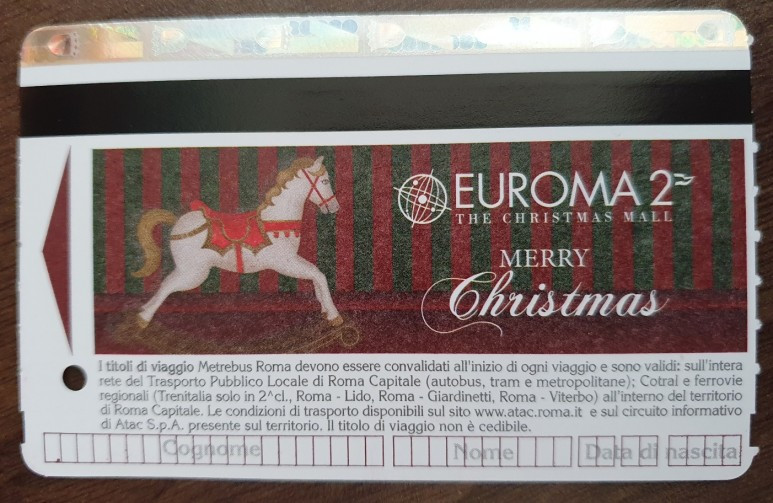 EUROMA 2
THE CHRISTMAS MALL
MERRY
Christmas
I titoli di viaggio Metrebus Roma devono essere convalidati all'inizio di ogni viaggio e sono validi: sull'intera
rete del Trasporto Pubblico Locale di Roma Capitale (autobus, tram e metropolitane); Cotral e ferrovie
regionali (Trenitalia solo in 2^cl., Roma - Lido, Roma - Giardinetti, Roma - Viterbo) all'interno del territorio
di Roma Capitale. Le condizioni di trasporto disponibili sul sito www.atac.roma.it e sul circuito informativo
di Atac S.p.A. presente sul territorio. Il titolo di viaggio non è cedibile.
Cognome Nome Data di nascita